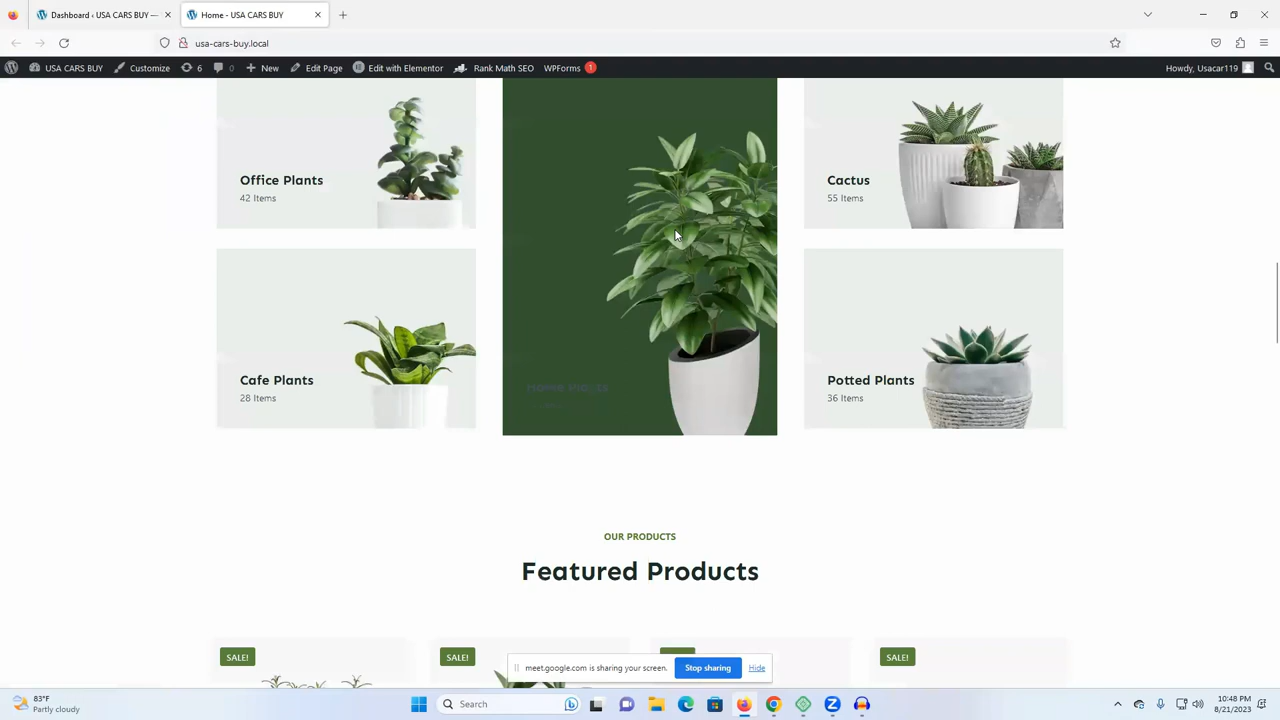 Dashboard ‹ USA CARS BUY —
Home - USA CARS BUY
usa-cars-buy.local
USA CARS BUY
Customize
6
0
New
Edit Page
Edit with Elementor
Rank Math SEO
WPForms
1
Howdy, Usacar119
Office Plants
42 Items
Cactus
55 Items
Cafe Plants
28 Items
Home Plants
Potted Plants
36 Items
OUR PRODUCTS
Featured Products
SALE!
SALE!
SALE!
meet.google.com is sharing your screen.
Stop sharing
Hide
83°F
Partly cloudy
Search
10:48 PM
8/21/2023